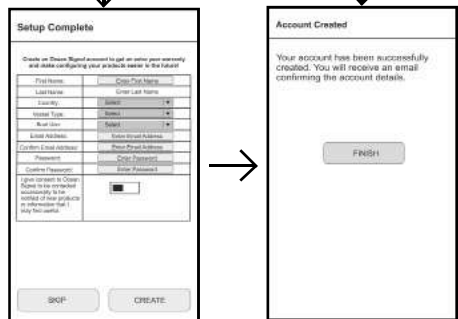 Setup Complete
Create an Ocean Signal account to get an extra year warranty
and make configuring your products easier in the future!
First Name: Enter First Name
Last Name: Enter Last Name
Country: Select
Vessel Type: Select
Boat Use: Select
Email Address: Enter Email Address
Confirm Email Address: Enter Email Address
Password: Enter Password
Confirm Password: Enter Password
I give consent to Ocean
Signal to be contacted
occasionally to be
notified of new products
or information that I
may find useful.
SKIP CREATE
Account Created
Your account has been successfully
created. You will receive an email
confirming the account details.
FINISH